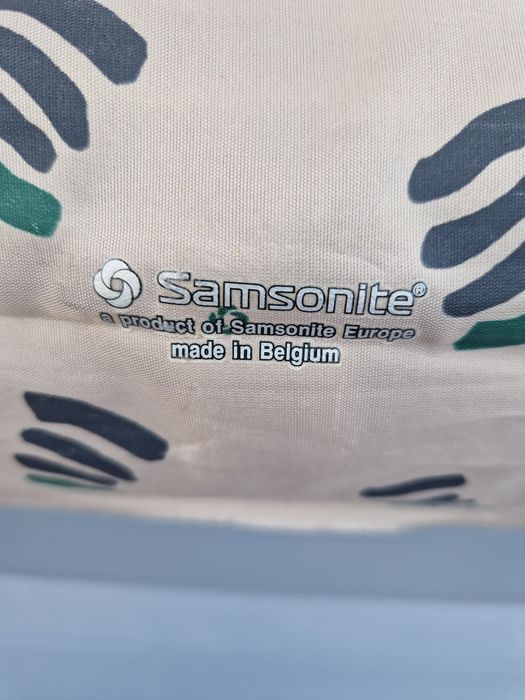 Samsonite®
a product of Samsonite Europe
made in Belgium